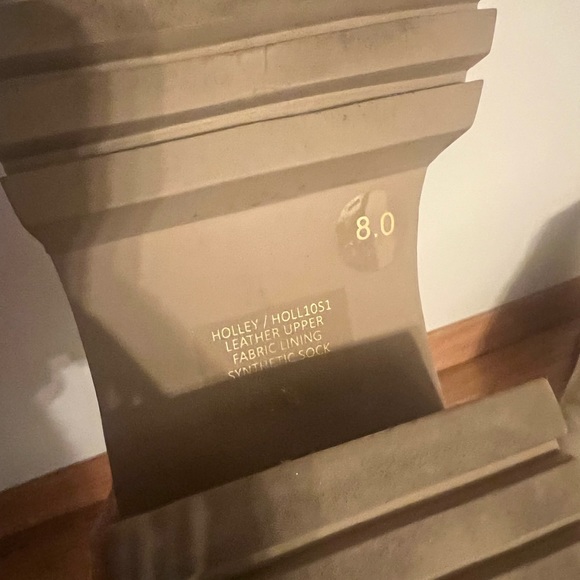 8.0
HOLLEY / HOLL10S1
LEATHER UPPER
FABRIC LINING
SYNTHETIC SOCK